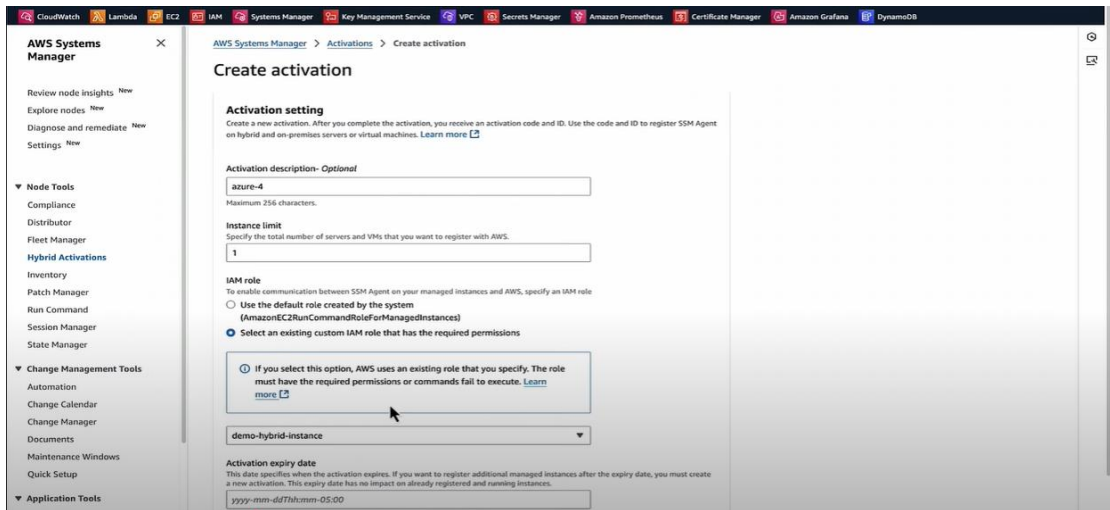 CloudWatch Lambda EC2 IAM Systems Manager Key Management Service VPC Secrets Manager Amazon Prometheus Certificate Manager Amazon Grafana DynamoDB
AWS Systems Manager
Review node insights New
Explore nodes New
Diagnose and remediate New
Settings New
Node Tools
Compliance
Distributor
Fleet Manager
Hybrid Activations
Inventory
Patch Manager
Run Command
Session Manager
State Manager
Change Management Tools
Automation
Change Calendar
Change Manager
Documents
Maintenance Windows
Quick Setup
Application Tools
AWS Systems Manager > Activations > Create activation
Create activation
Activation setting
Create a new activation. After you complete the activation, you receive an activation code and ID. Use the code and ID to register SSM Agent
on hybrid and on-premises servers or virtual machines. Learn more
Activation description- Optional
azure-4
Maximum 256 characters.
Instance limit
Specify the total number of servers and VMs that you want to register with AWS.
1
IAM role
To enable communication between SSM Agent on your managed instances and AWS, specify an IAM role
Use the default role created by the system
(AmazonEC2RunCommandRoleForManagedInstances)
Select an existing custom IAM role that has the required permissions
If you select this option, AWS uses an existing role that you specify. The role
must have the required permissions or commands fail to execute. Learn
more
demo-hybrid-instance
Activation expiry date
This date specifies when the activation expires. If you want to register additional managed instances after the expiry date, you must create
a new activation. This expiry date has no impact on already registered and running instances.
yyyy-mm-ddThh:mm-05:00